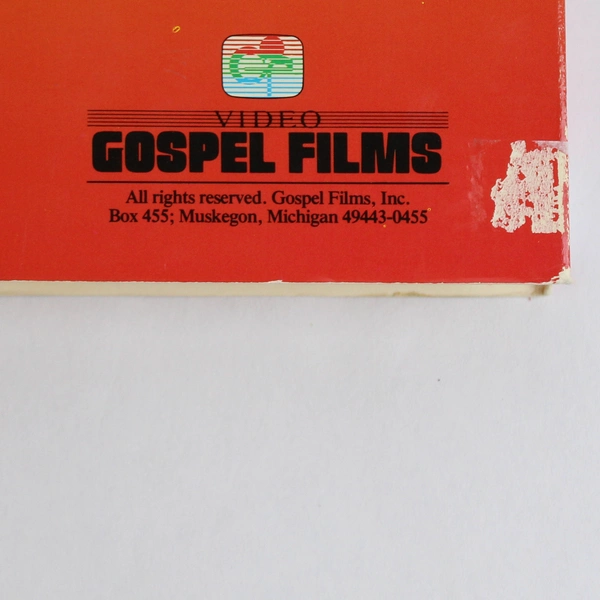 VIDEO
GOSPEL FILMS
All rights reserved. Gospel Films, Inc.
Box 455; Muskegon, Michigan 49443-0455